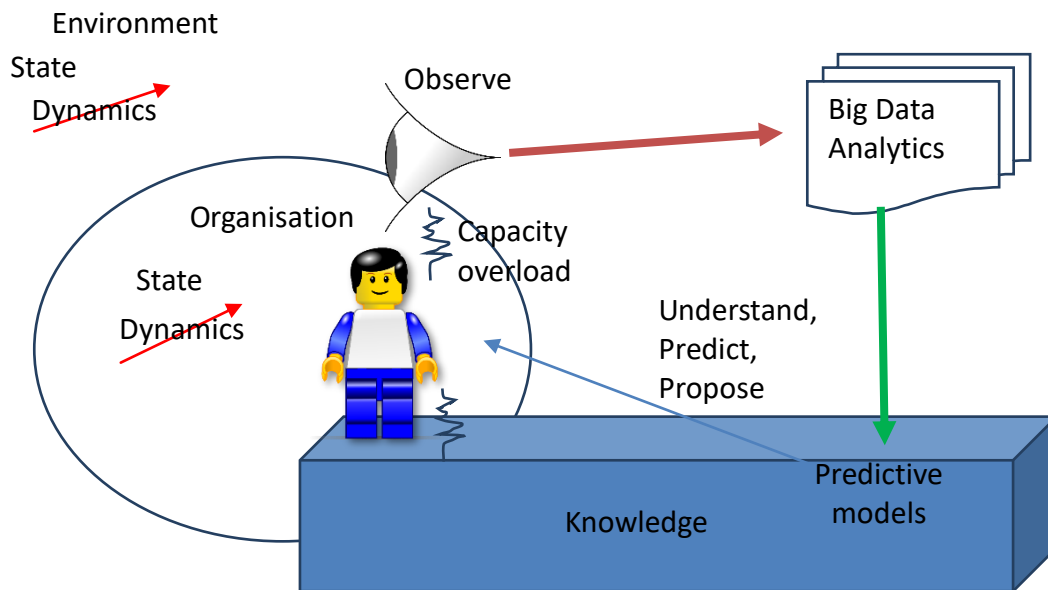 Environment
State
Dynamics
Observe
Big Data
Analytics
Organisation
Capacity
overload
State
Dynamics
Understand,
Predict,
Propose
Predictive
models
Knowledge